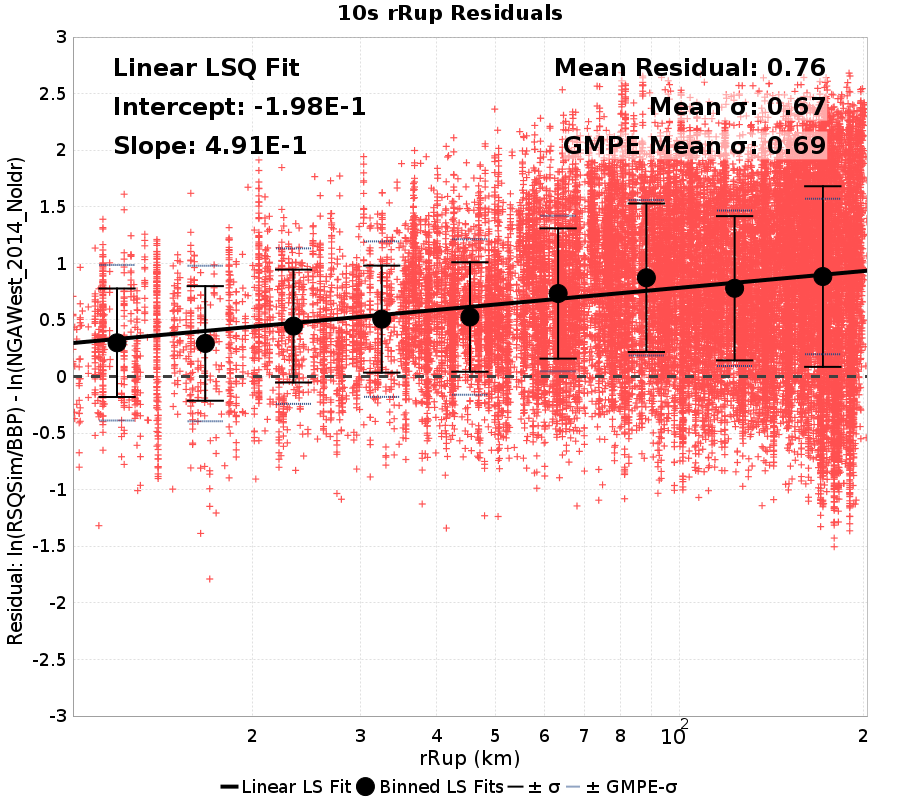 10s rRup Residuals
Linear LSQ Fit
Intercept: -1.98E-1
Slope: 4.91E-1
Mean Residual: 0.76
Mean σ: 0.67
GMPE Mean σ: 0.69
Residual: ln(RSQSim/BBP) - ln(NGAWest_2014_NoIdr)
3
2.5
2
1.5
1
0.5
0
-0.5
-1
-1.5
-2
-2.5
-3
2 3 4 5 6 7 8 10² 2
rRup (km)
Linear LS Fit Binned LS Fits ± σ ± GMPE-σ